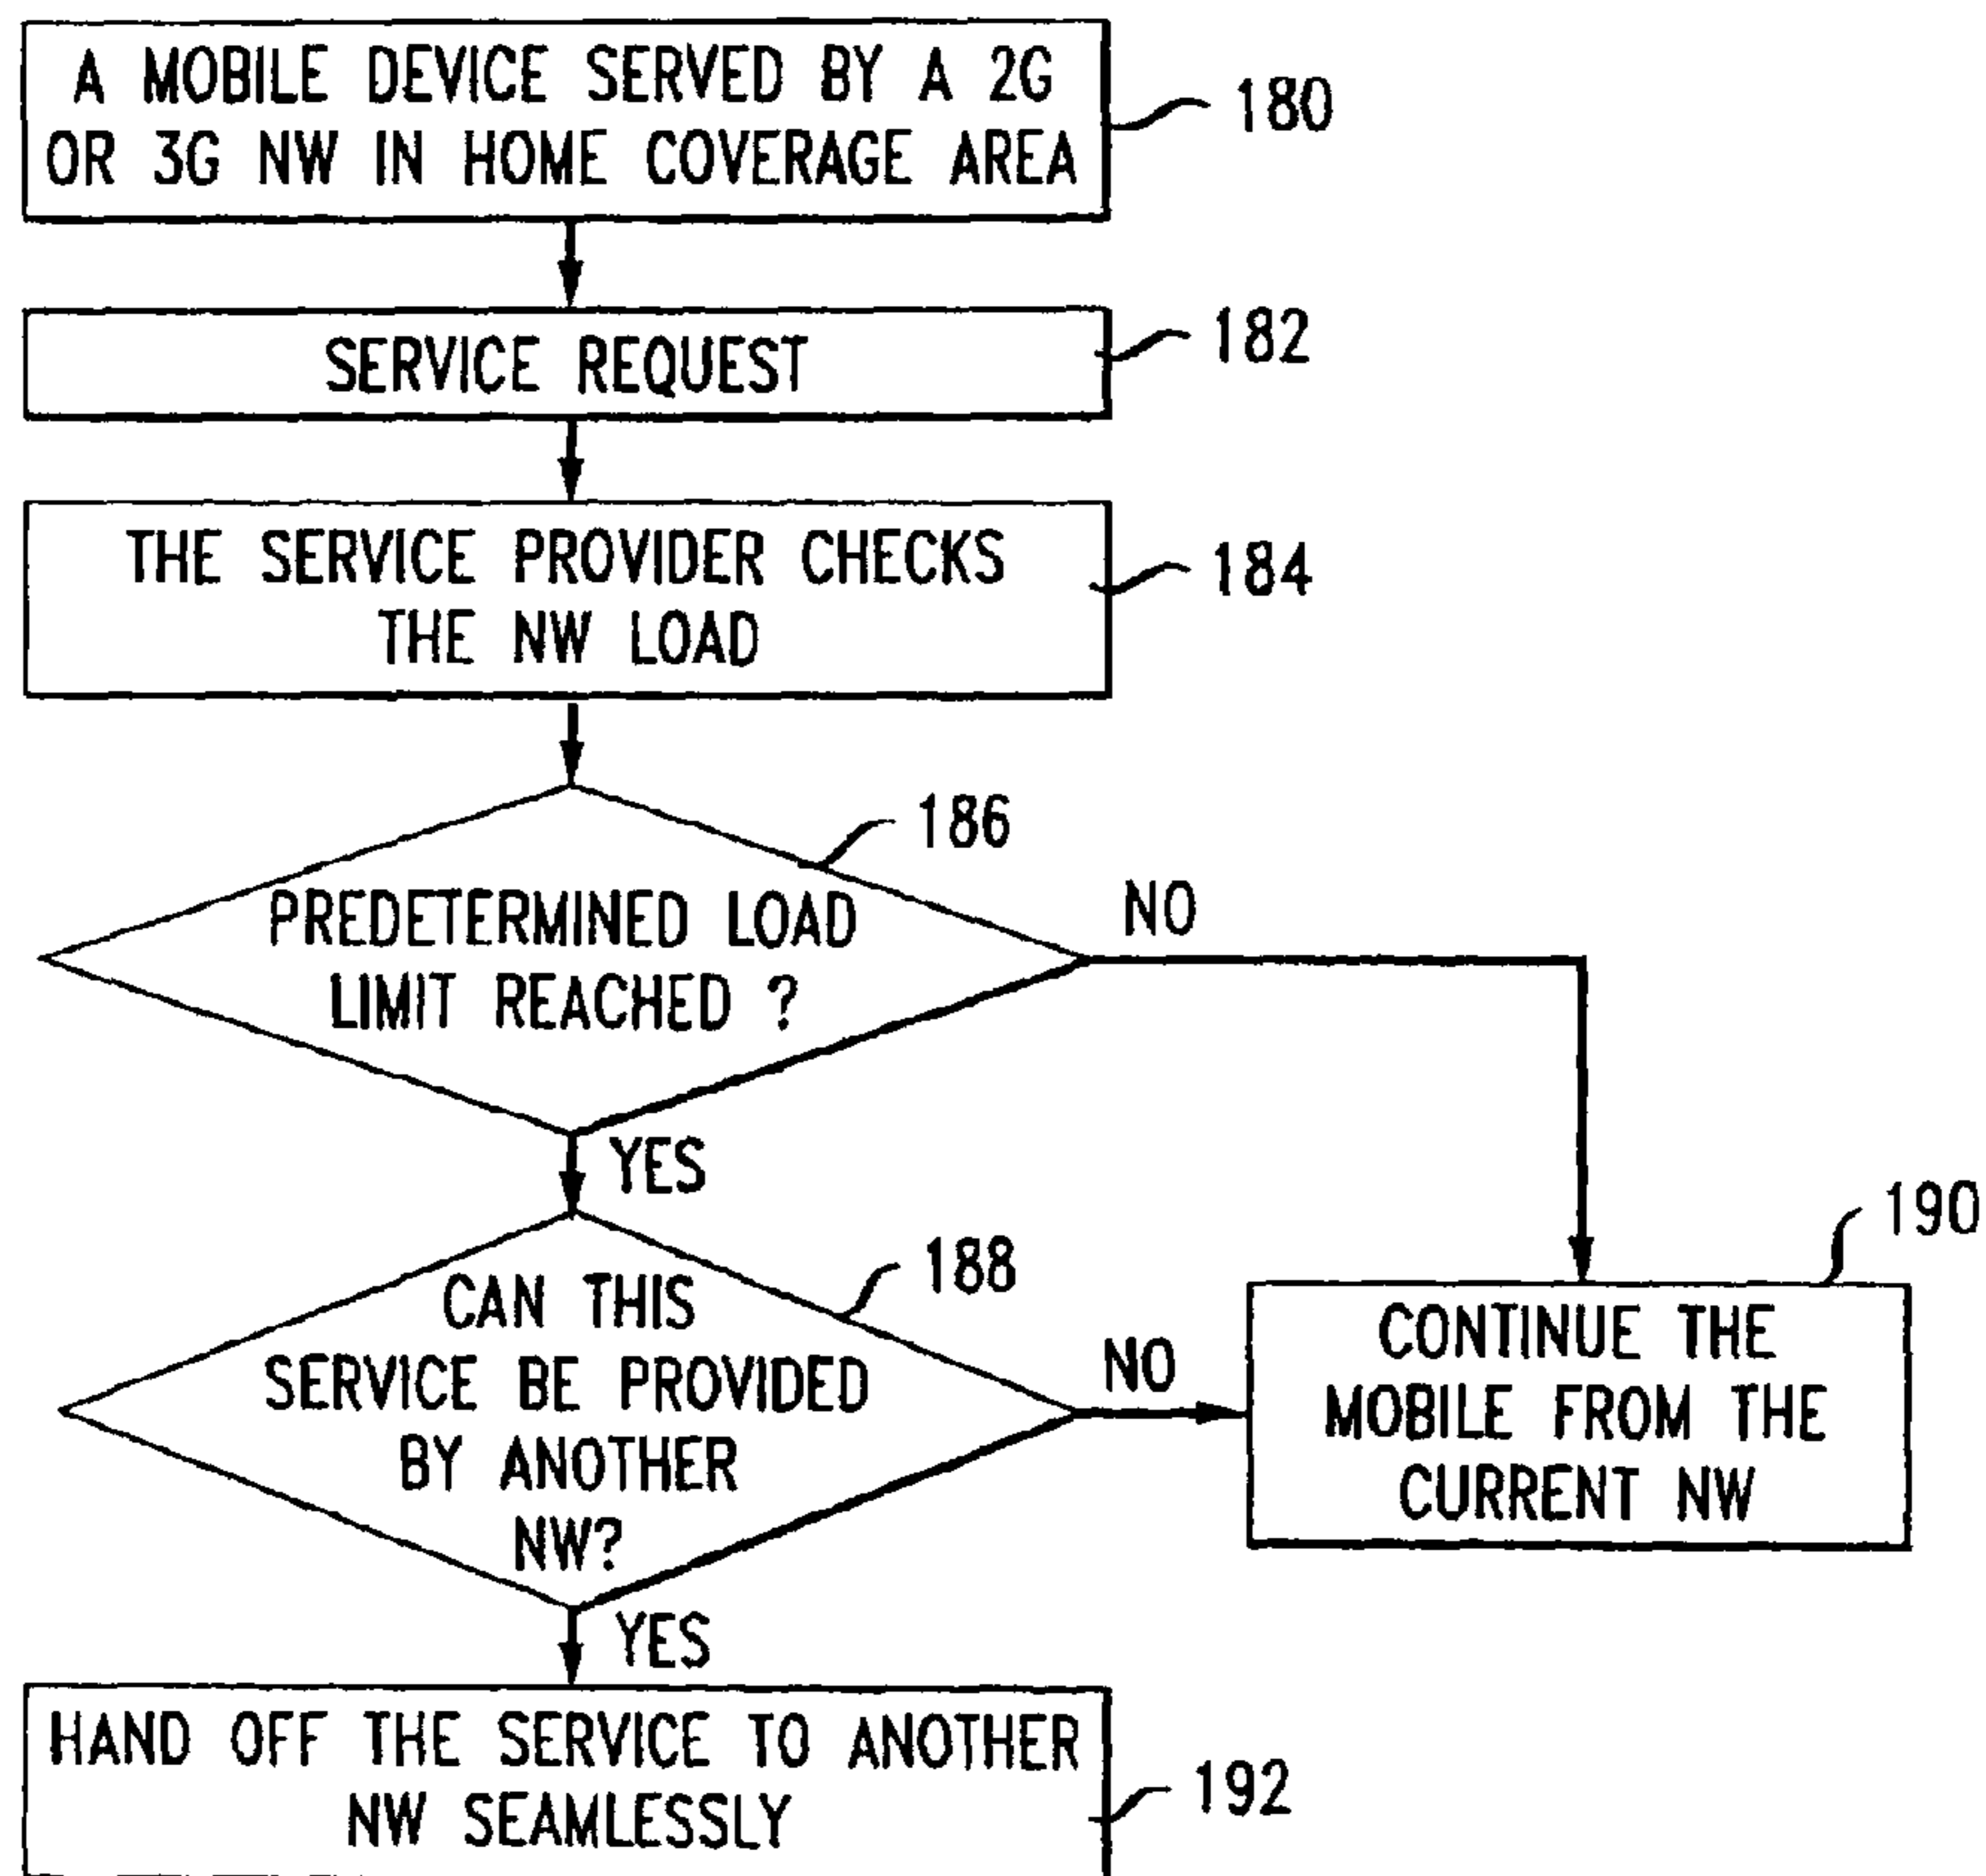 A MOBILE DEVICE SERVED BY A 2G
OR 3G NW IN HOME COVERAGE AREA
180
SERVICE REQUEST
182
THE SERVICE PROVIDER CHECKS
THE NW LOAD
184
186
PREDETERMINED LOAD
LIMIT REACHED ?
NO
YES
188
CAN THIS
SERVICE BE PROVIDED
BY ANOTHER
NW?
NO
190
CONTINUE THE
MOBILE FROM THE
CURRENT NW
YES
HAND OFF THE SERVICE TO ANOTHER
NW SEAMLESSLY
192